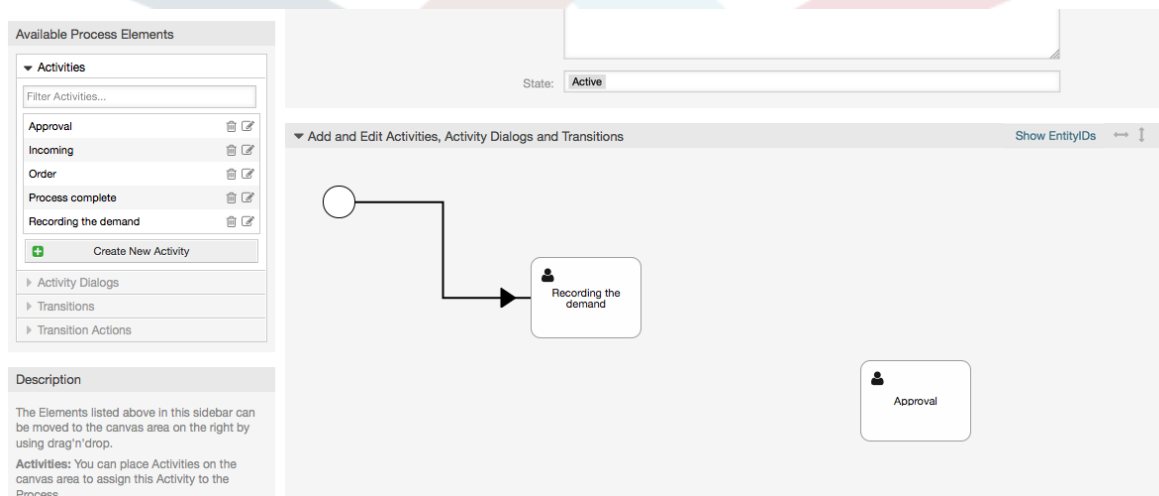 Available Process Elements
Activities
Filter Activities...
Approval
Incoming
Order
Process complete
Recording the demand
Create New Activity
Activity Dialogs
Transitions
Transition Actions
Description
The Elements listed above in this sidebar can
be moved to the canvas area on the right by
using drag'n'drop.
Activities: You can place Activities on the
canvas area to assign this Activity to the
Process.
State: Active
Add and Edit Activities, Activity Dialogs and Transitions
Show EntityIDs
Recording the
demand
Approval